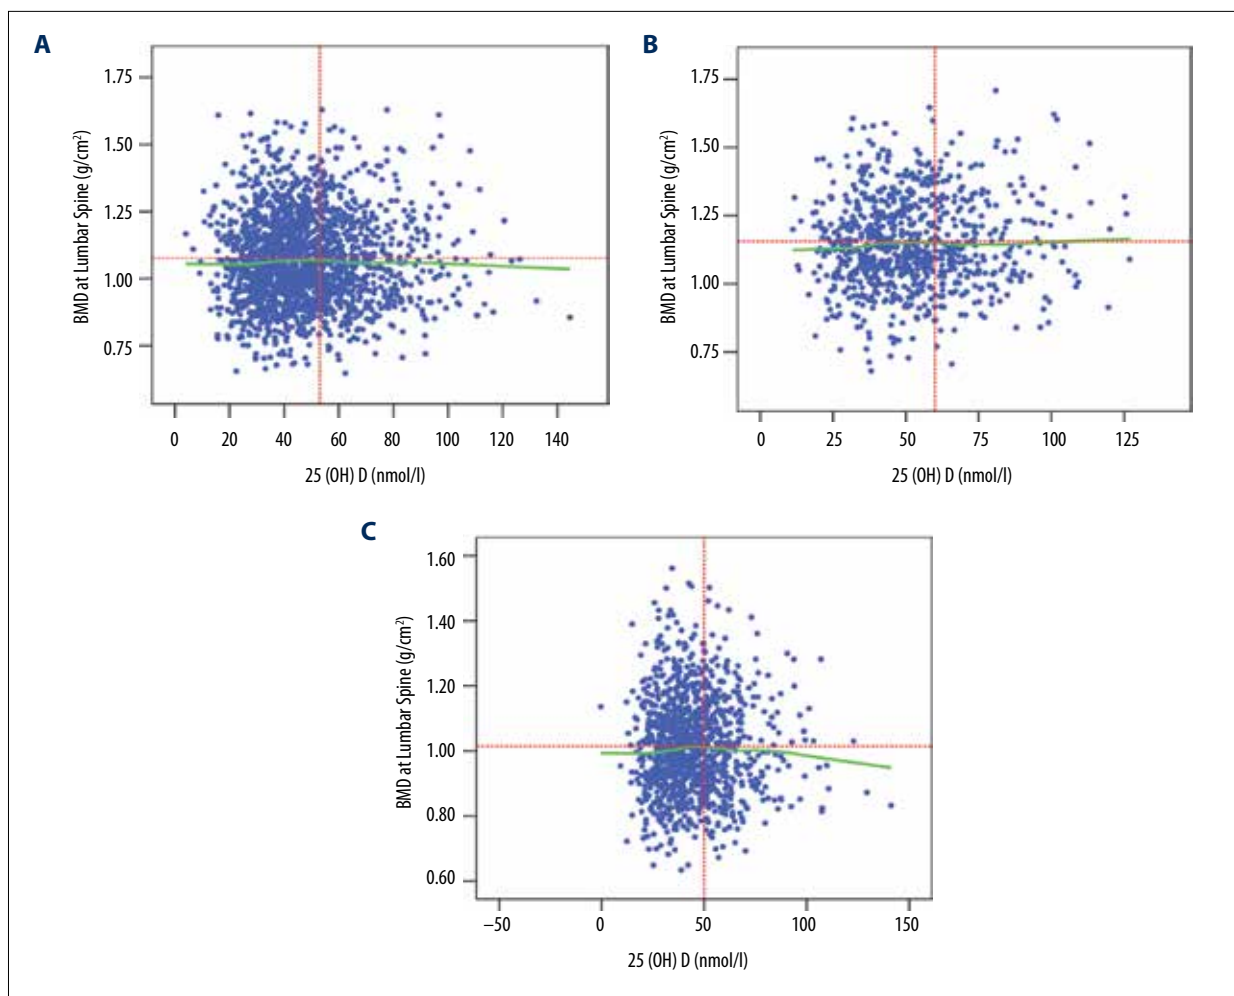 A
1.75
1.50
1.25
1.00
0.75
BMD at Lumbar Spine (g/cm²)
0 20 40 60 80 100 120 140
25 (OH) D (nmol/l)
B
1.75
1.50
1.25
1.00
0.75
BMD at Lumbar Spine (g/cm²)
0 25 50 75 100 125
25 (OH) D (nmol/l)
C
1.60
1.40
1.20
1.00
0.80
0.60
BMD at Lumbar Spine (g/cm²)
–50 0 50 100 150
25 (OH) D (nmol/l)